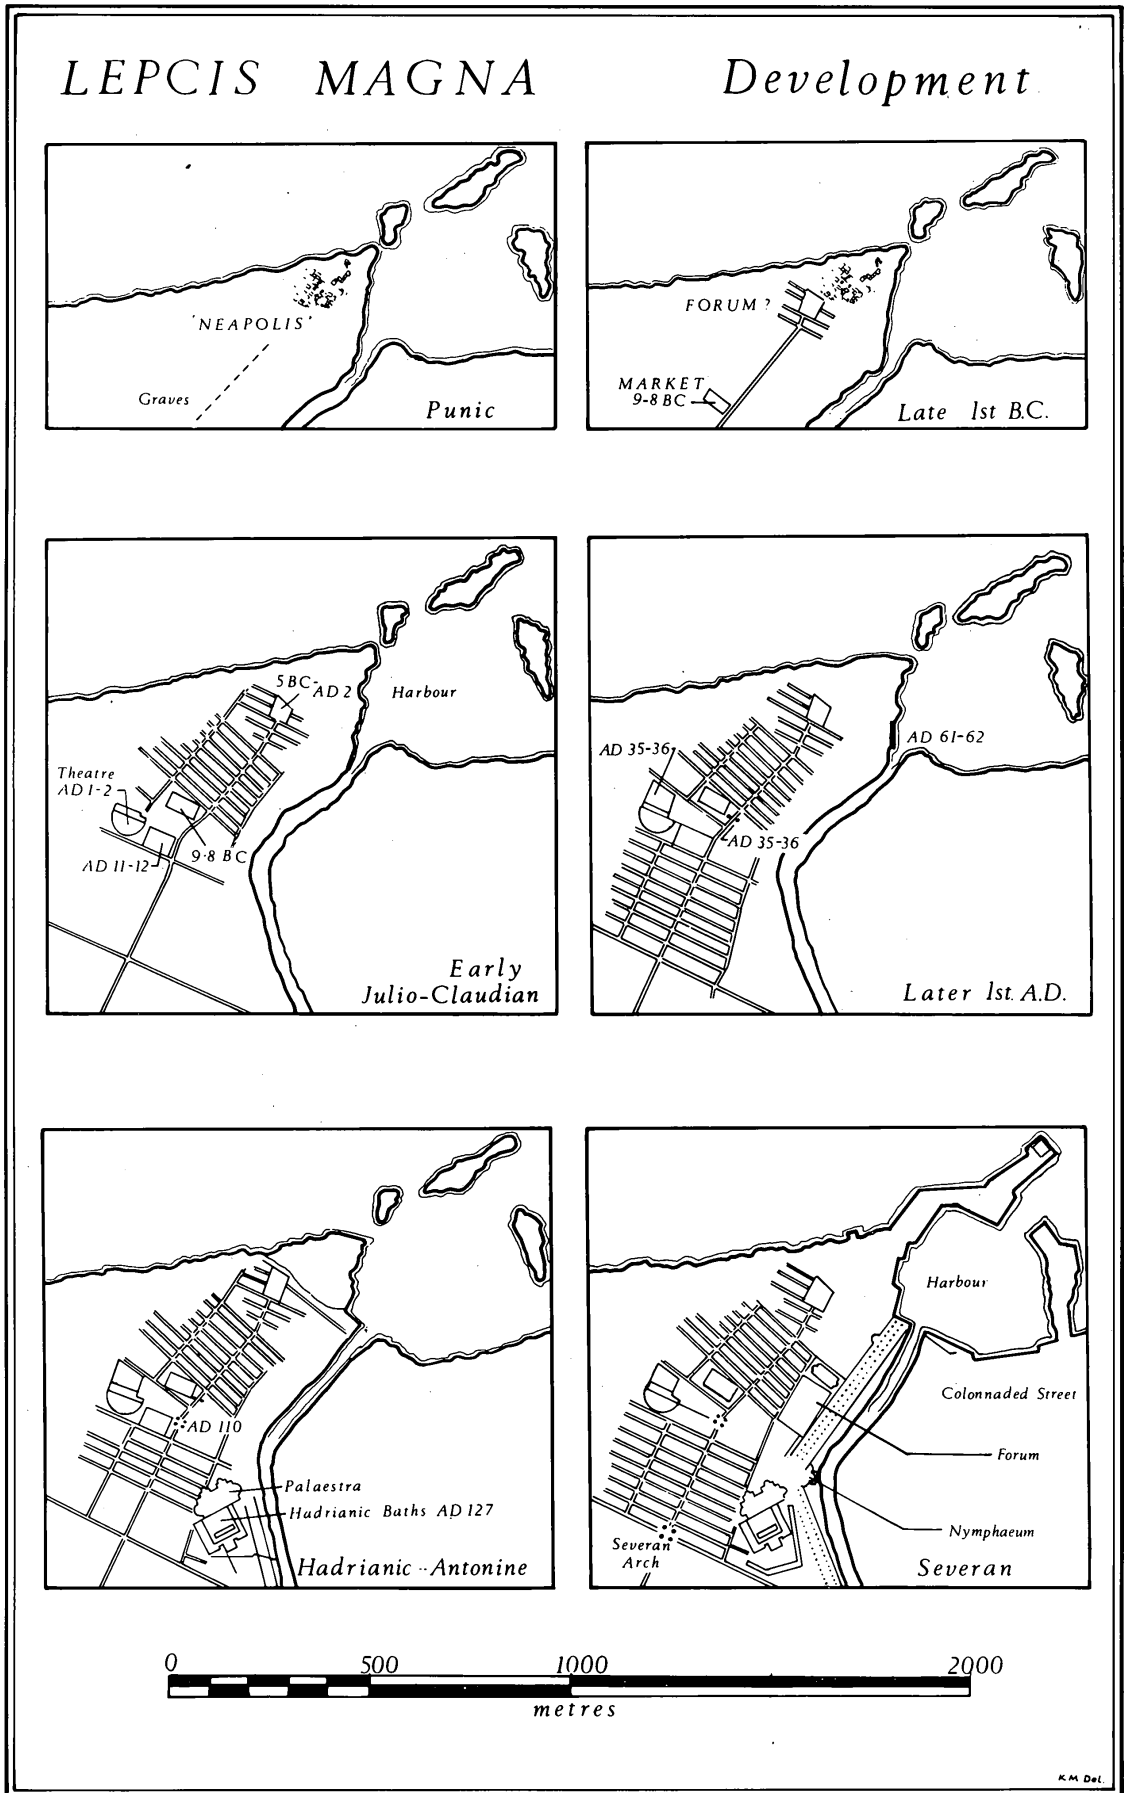 LEPCIS MAGNA Development
'NEAPOLIS'
Graves
Punic
FORUM ?
MARKET
9-8 BC
Late 1st B.C.
5 BC-
AD 2
Harbour
Theatre
AD 1-2
AD 11-12
9-8 BC
Early
Julio-Claudian
AD 35-36
AD 61-62
AD 35-36
Later 1st. A.D.
AD 110
Palaestra
Hadrianic Baths AD 127
Hadrianic - Antonine
Harbour
Colonnaded Street
Forum
Nymphaeum
Severan
Arch
Severan
0 500 1000 2000
metres
KM Del.